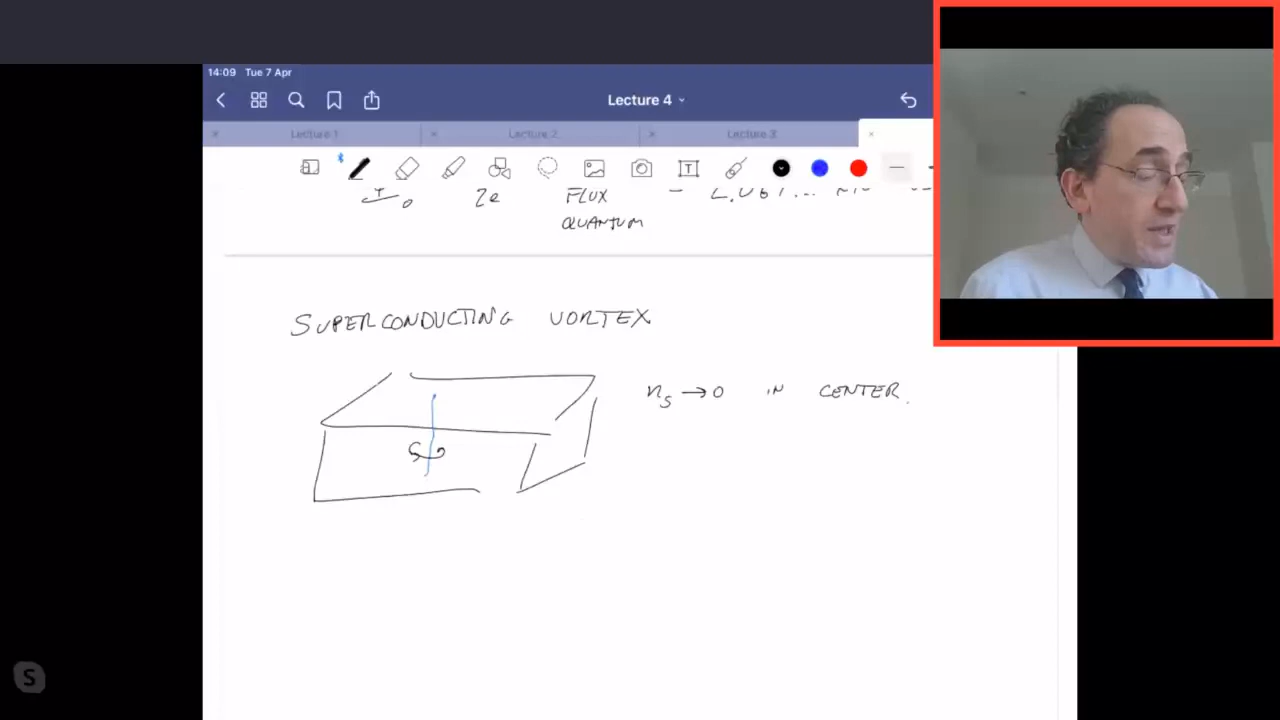 14:09 Tue 7 Apr
Lecture 4
Lecture 1 Lecture 2 Lecture 3
T
2e FLUX
QUANTUM
SUPERCONDUCTING VORTEX
n_s → 0 IN CENTER.
S